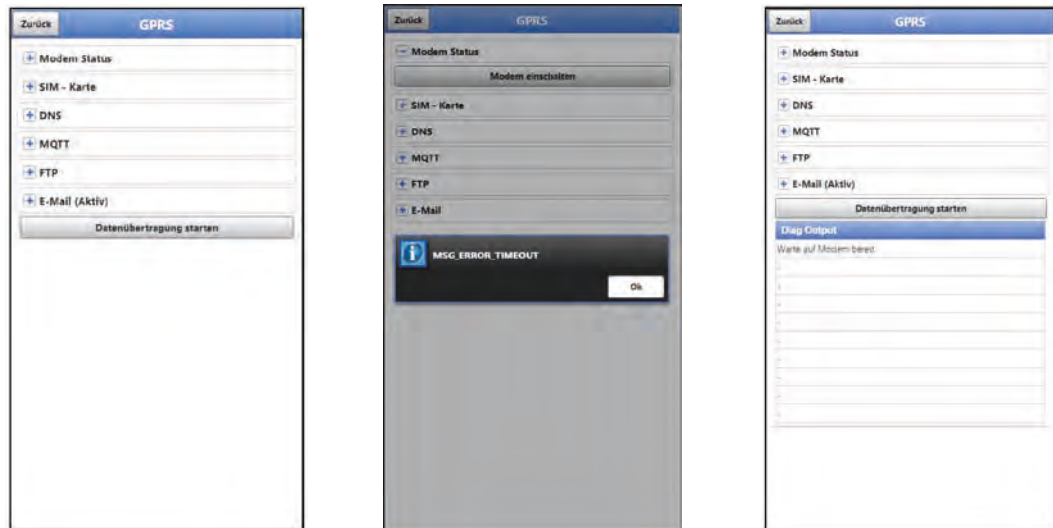 Zurück
GPRS
Modem Status
SIM - Karte
DNS
MQTT
FTP
E-Mail (Aktiv)
Datenübertragung starten
Zurück
GPRS
Modem Status
Modem einschalten
SIM - Karte
DNS
MQTT
FTP
E-Mail
MSG_ERROR_TIMEOUT
Ok
Zurück
GPRS
Modem Status
SIM - Karte
DNS
MQTT
FTP
E-Mail (Aktiv)
Datenübertragung starten
Diag Output
Warte auf Modem bereit